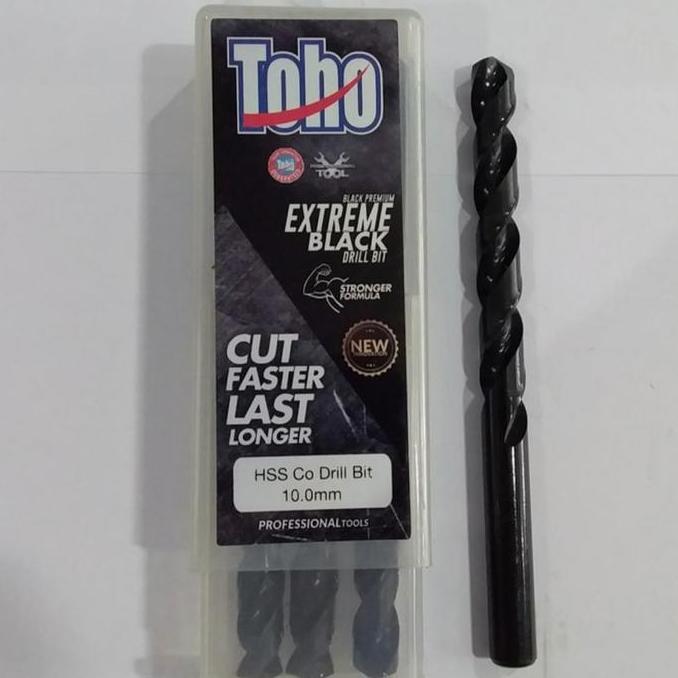 Toho
Toho
TOOL
BLACK PREMIUM
EXTREME
BLACK
DRILL BIT
STRONGER
FORMULA
NEW
CUT
FASTER
LAST
LONGER
HSS Co Drill Bit
10.0mm
PROFESSIONALTOOLS